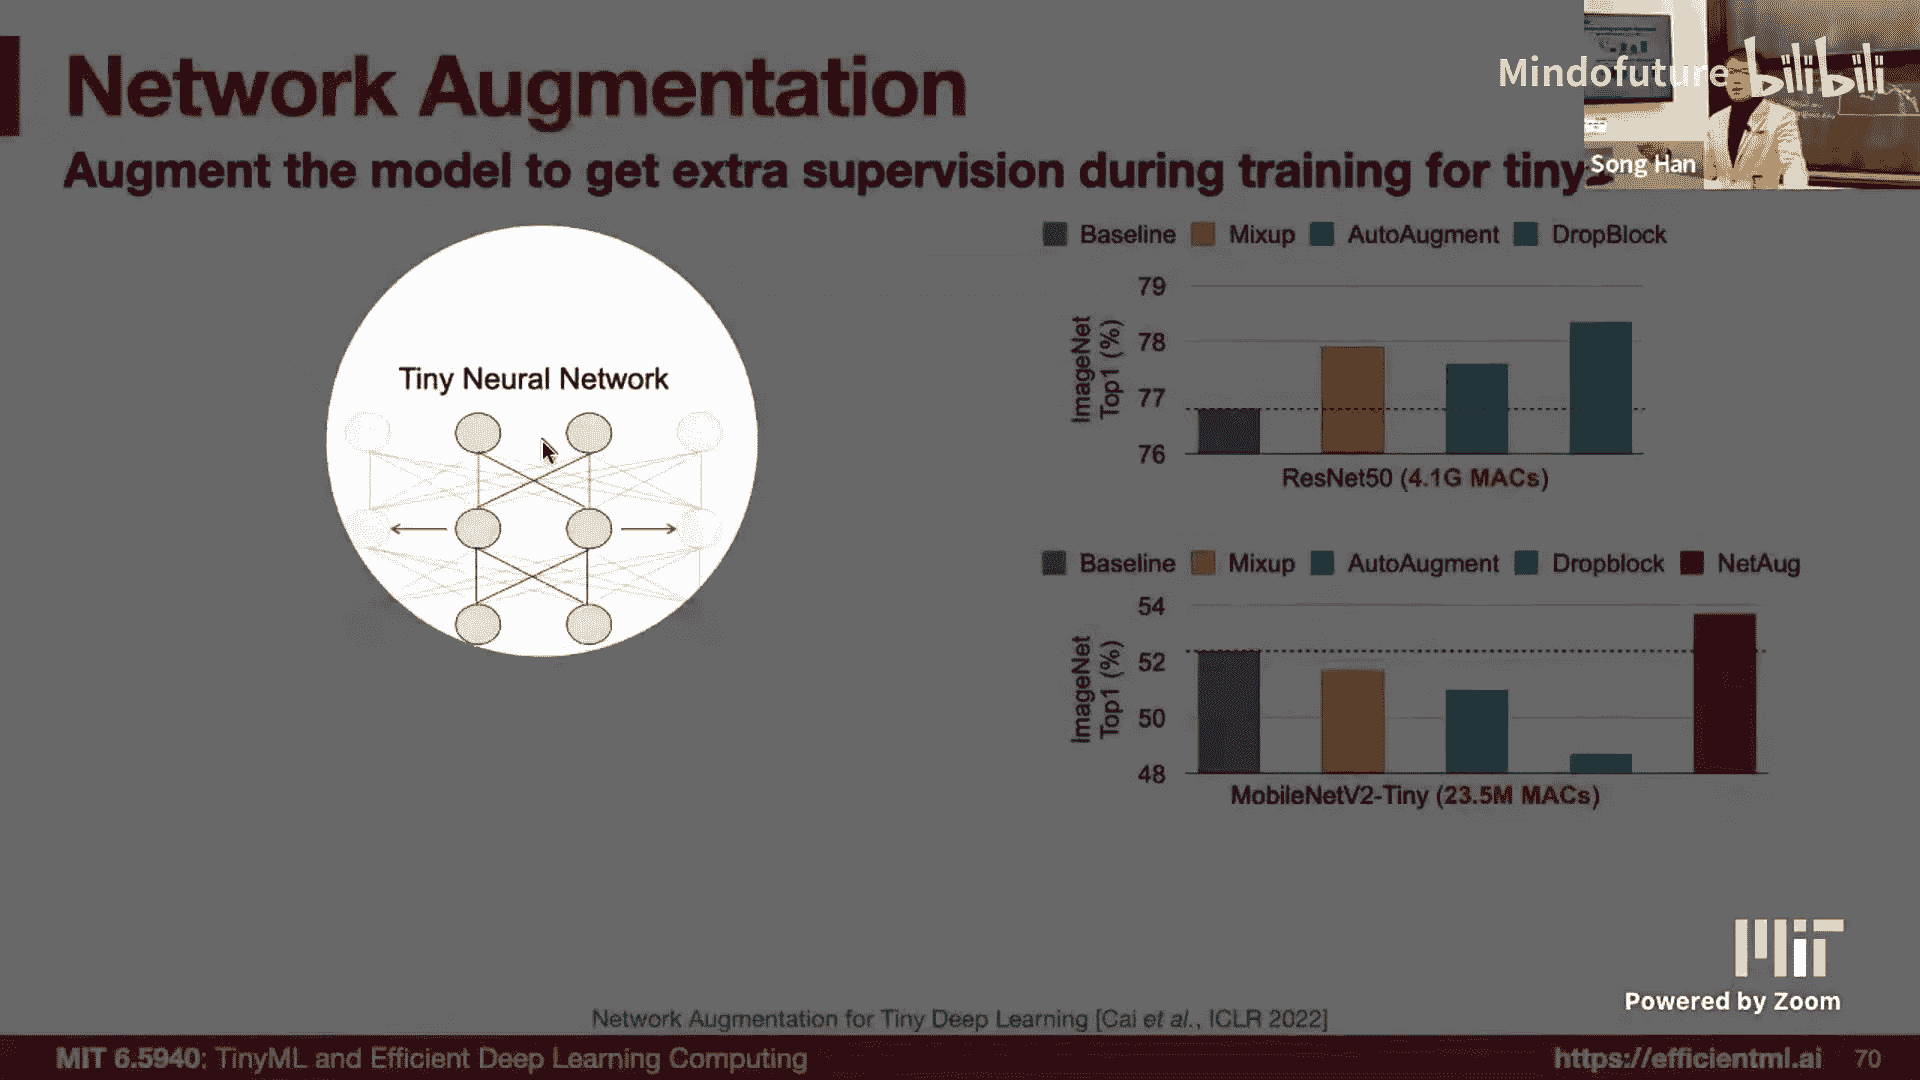 Network Augmentation
Mindofuture bilibili
Augment the model to get extra supervision during training for tiny
Song Han
Baseline Mixup AutoAugment DropBlock
79
78
77
76
ImageNet
Top1 (%)
ResNet50 (4.1G MACs)
Tiny Neural Network
Baseline Mixup AutoAugment Dropblock NetAug
54
52
50
48
ImageNet
Top1 (%)
MobileNetV2-Tiny (23.5M MACs)
MiT
Powered by Zoom
Network Augmentation for Tiny Deep Learning [Cai et al., ICLR 2022]
MIT 6.5940: TinyML and Efficient Deep Learning Computing
https://efficientml.ai
70